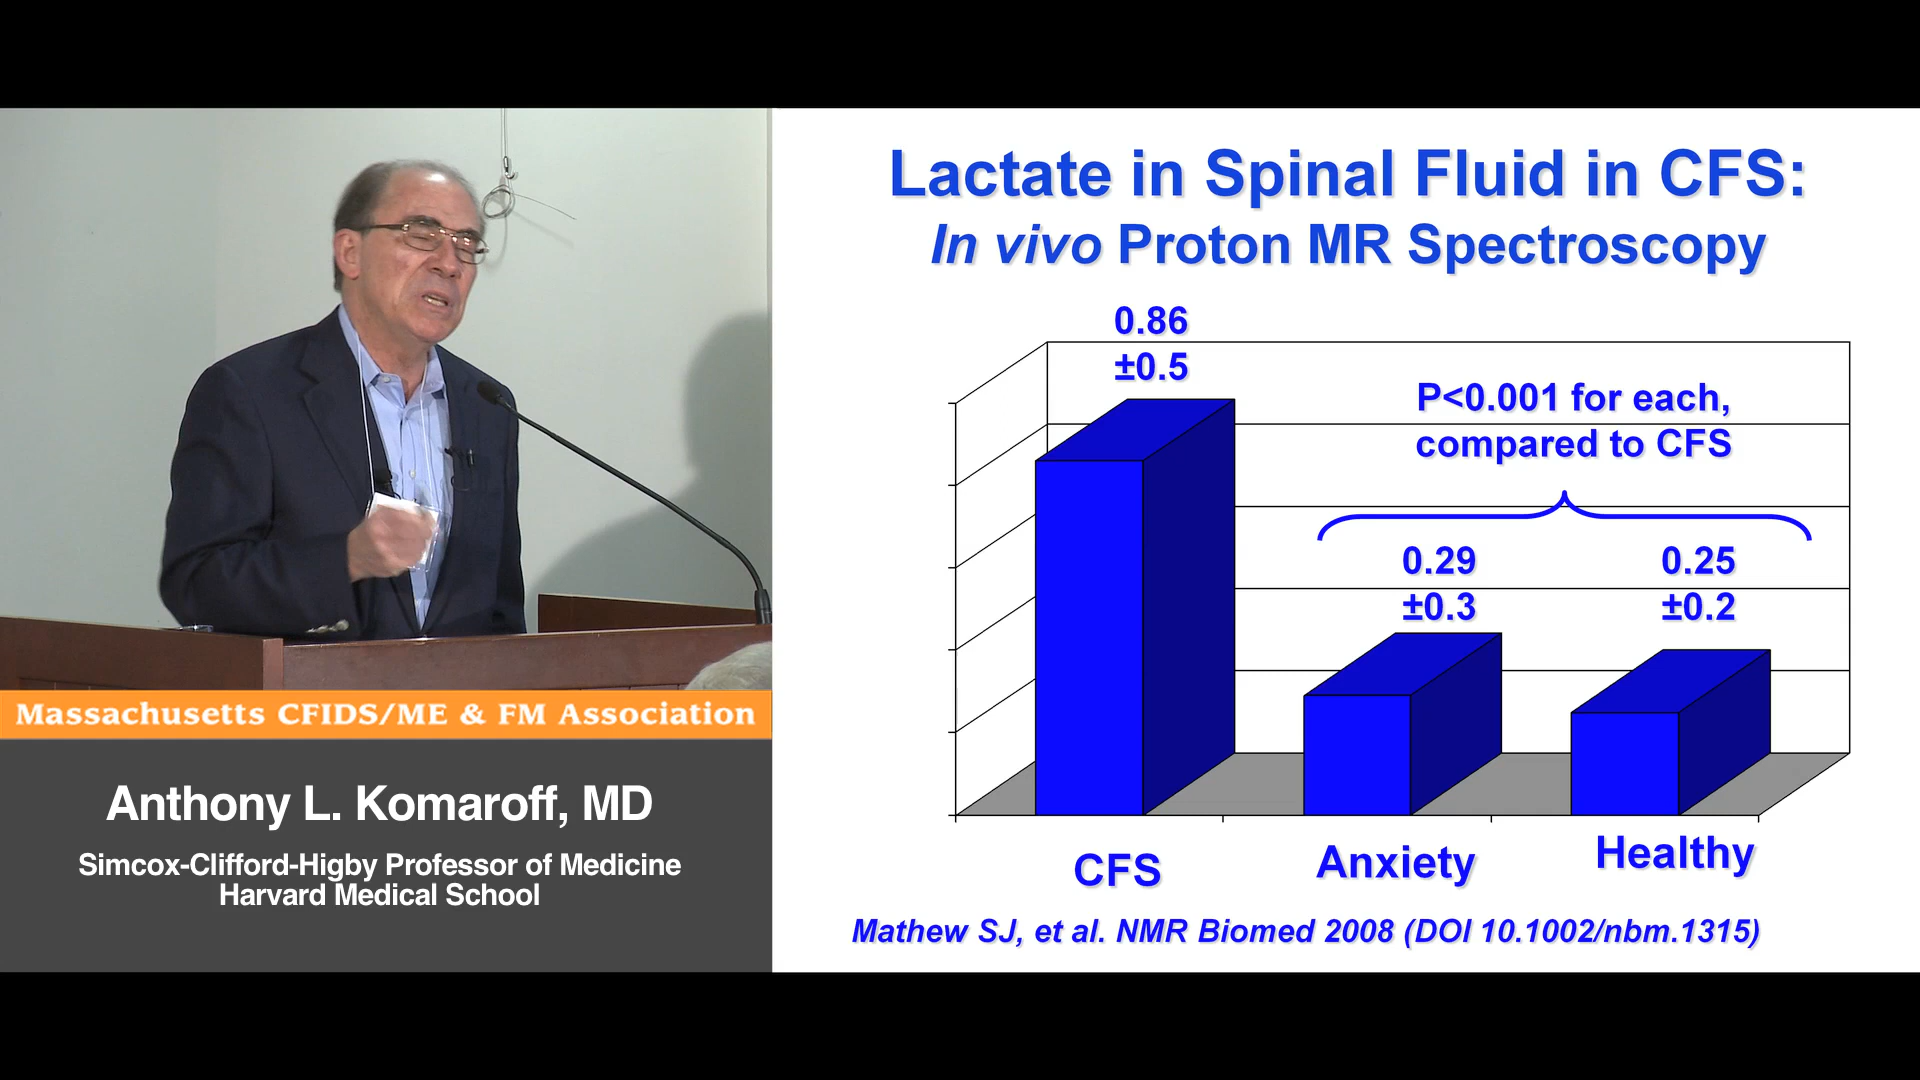 Massachusetts CFIDS/ME & FM Association
Anthony L. Komaroff, MD
Simcox-Clifford-Higby Professor of Medicine
Harvard Medical School
Lactate in Spinal Fluid in CFS:
In vivo Proton MR Spectroscopy
0.86
±0.5
P<0.001 for each,
compared to CFS
0.29
±0.3
0.25
±0.2
CFS
Anxiety
Healthy
Mathew SJ, et al. NMR Biomed 2008 (DOI 10.1002/nbm.1315)